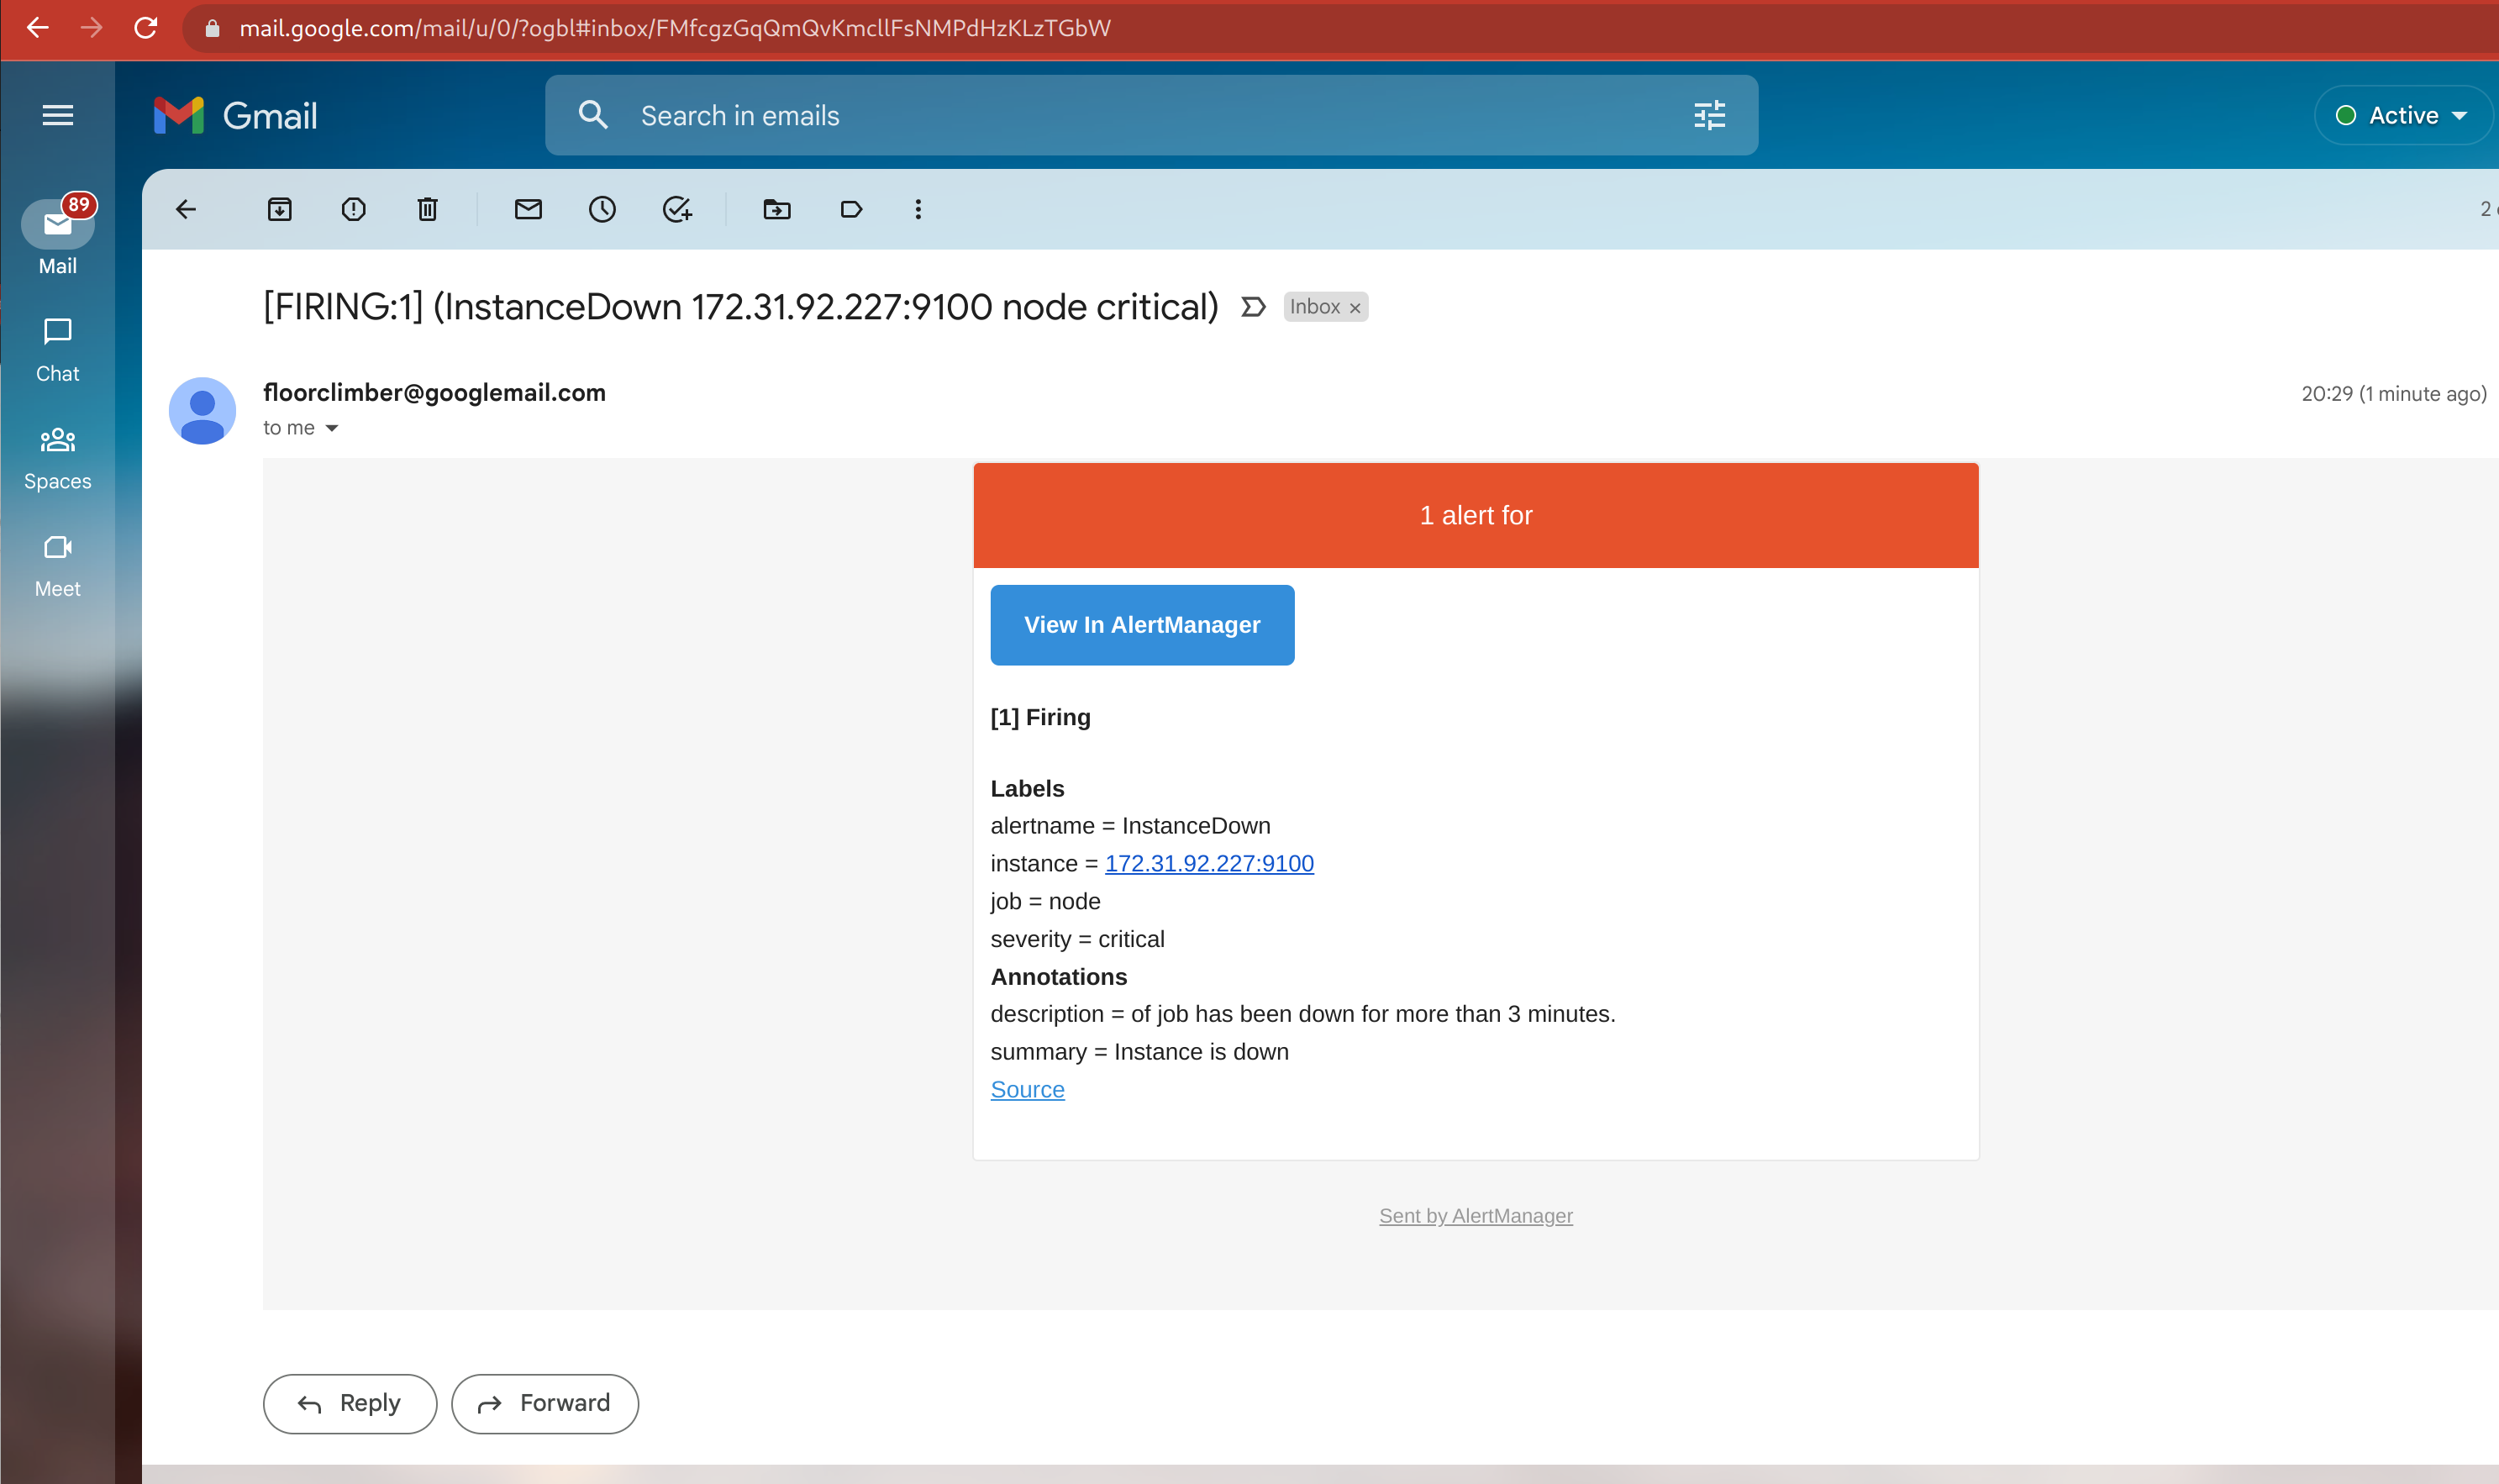 mail.google.com/mail/u/0/?ogbl#inbox/FMfcgzGqQmQvKmcllFsNMPdHzKLzTGbW
Gmail
Search in emails
Active
89
Mail
Chat
Spaces
Meet
2
[FIRING:1] (InstanceDown 172.31.92.227:9100 node critical)
Inbox ×
floorclimber@googlemail.com
20:29 (1 minute ago)
to me
1 alert for
View In AlertManager
[1] Firing
Labels
alertname = InstanceDown
instance = 172.31.92.227:9100
job = node
severity = critical
Annotations
description = of job has been down for more than 3 minutes.
summary = Instance is down
Source
Sent by AlertManager
Reply
Forward